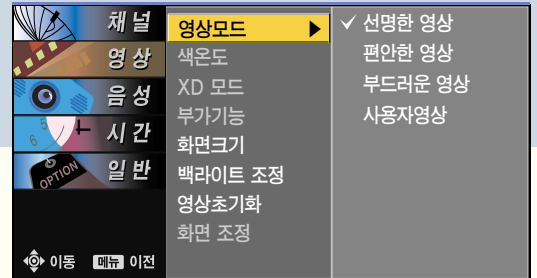 채널
영상
음성
시간
일반
OPTION
6
5
이동 메뉴 이전
영상모드 ▶
색온도
XD 모드
부가기능
화면크기
백라이트 조정
영상초기화
화면 조정
✓ 선명한 영상
편안한 영상
부드러운 영상
사용자영상